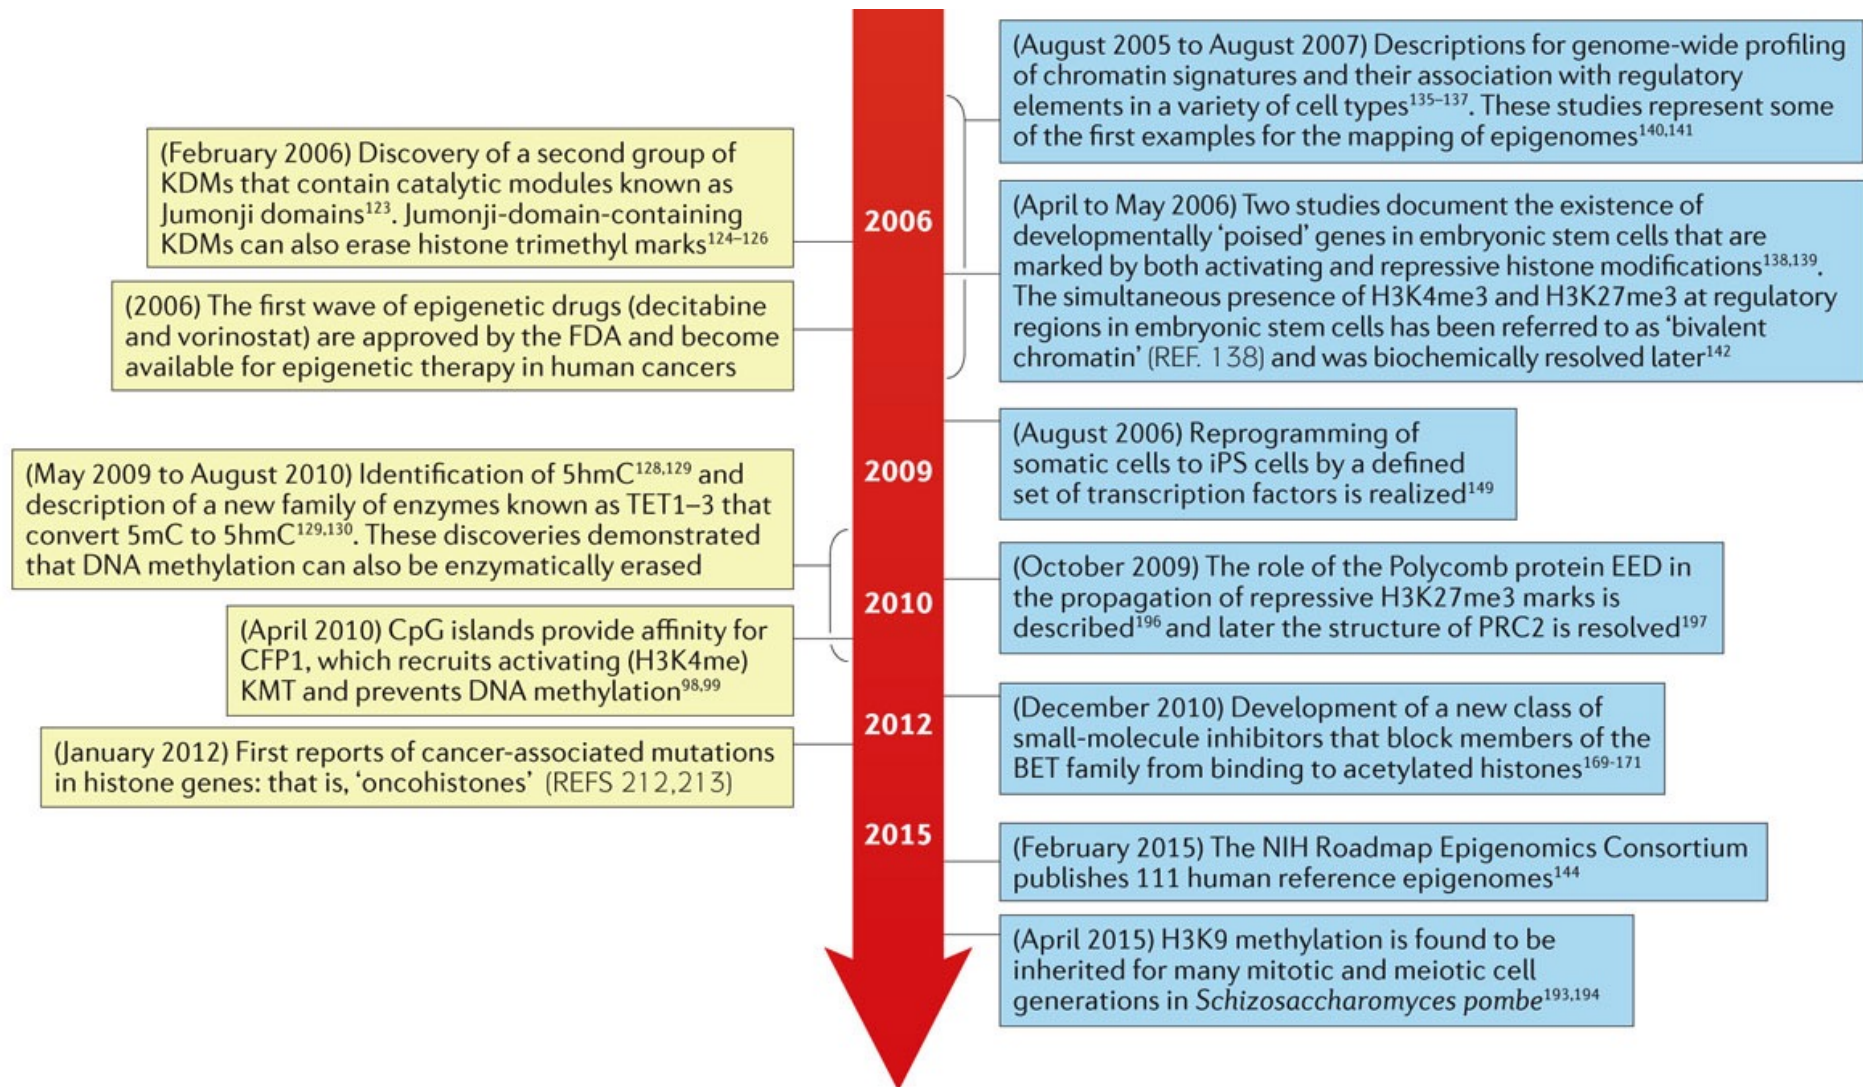 (August 2005 to August 2007) Descriptions for genome-wide profiling
of chromatin signatures and their association with regulatory
elements in a variety of cell types¹³⁵⁻¹³⁷. These studies represent some
of the first examples for the mapping of epigenomes¹⁴⁰,¹⁴¹
(February 2006) Discovery of a second group of
KDMs that contain catalytic modules known as
Jumonji domains¹²³. Jumonji-domain-containing
KDMs can also erase histone trimethyl marks¹²⁴⁻¹²⁶
2006
(April to May 2006) Two studies document the existence of
developmentally ‘poised’ genes in embryonic stem cells that are
marked by both activating and repressive histone modifications¹³⁸,¹³⁹.
The simultaneous presence of H3K4me3 and H3K27me3 at regulatory
regions in embryonic stem cells has been referred to as ‘bivalent
chromatin’ (REF. 138) and was biochemically resolved later¹⁴²
(2006) The first wave of epigenetic drugs (decitabine
and vorinostat) are approved by the FDA and become
available for epigenetic therapy in human cancers
(August 2006) Reprogramming of
somatic cells to iPS cells by a defined
set of transcription factors is realized¹⁴⁹
2009
(May 2009 to August 2010) Identification of 5hmC¹²⁸,¹²⁹ and
description of a new family of enzymes known as TET1–3 that
convert 5mC to 5hmC¹²⁹,¹³⁰. These discoveries demonstrated
that DNA methylation can also be enzymatically erased
(October 2009) The role of the Polycomb protein EED in
the propagation of repressive H3K27me3 marks is
described¹⁹⁶ and later the structure of PRC2 is resolved¹⁹⁷
2010
(April 2010) CpG islands provide affinity for
CFP1, which recruits activating (H3K4me)
KMT and prevents DNA methylation⁹⁸,⁹⁹
(December 2010) Development of a new class of
small-molecule inhibitors that block members of the
BET family from binding to acetylated histones¹⁶⁹⁻¹⁷¹
2012
(January 2012) First reports of cancer-associated mutations
in histone genes: that is, ‘oncohistones’ (REFS 212,213)
2015
(February 2015) The NIH Roadmap Epigenomics Consortium
publishes 111 human reference epigenomes¹⁴⁴
(April 2015) H3K9 methylation is found to be
inherited for many mitotic and meiotic cell
generations in Schizosaccharomyces pombe¹⁹³,¹⁹⁴